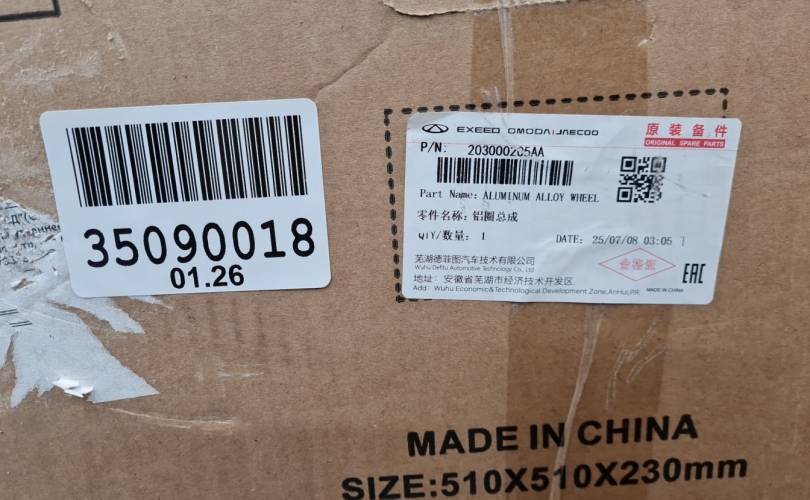 35090018
01.26
EXEED OMODA | JAECOO
原装备件
ORIGINAL SPARE PARTS
P/N: 203000205AA
Part Name: ALUMINUM ALLOY WHEEL
零件名称: 铝圈总成
QTY/数量: 1 DATE: 25/07/08 03:05
芜湖德菲图汽车技术有限公司
Wuhu Defitu Automotive Technology Co., Ltd
地址: 安徽省芜湖市经济技术开发区
Add: Wuhu Economic&Technological Development Zone,AnHui,P.R
合格证
EAC
MADE IN CHINA
MADE IN CHINA
SIZE:510X510X230mm